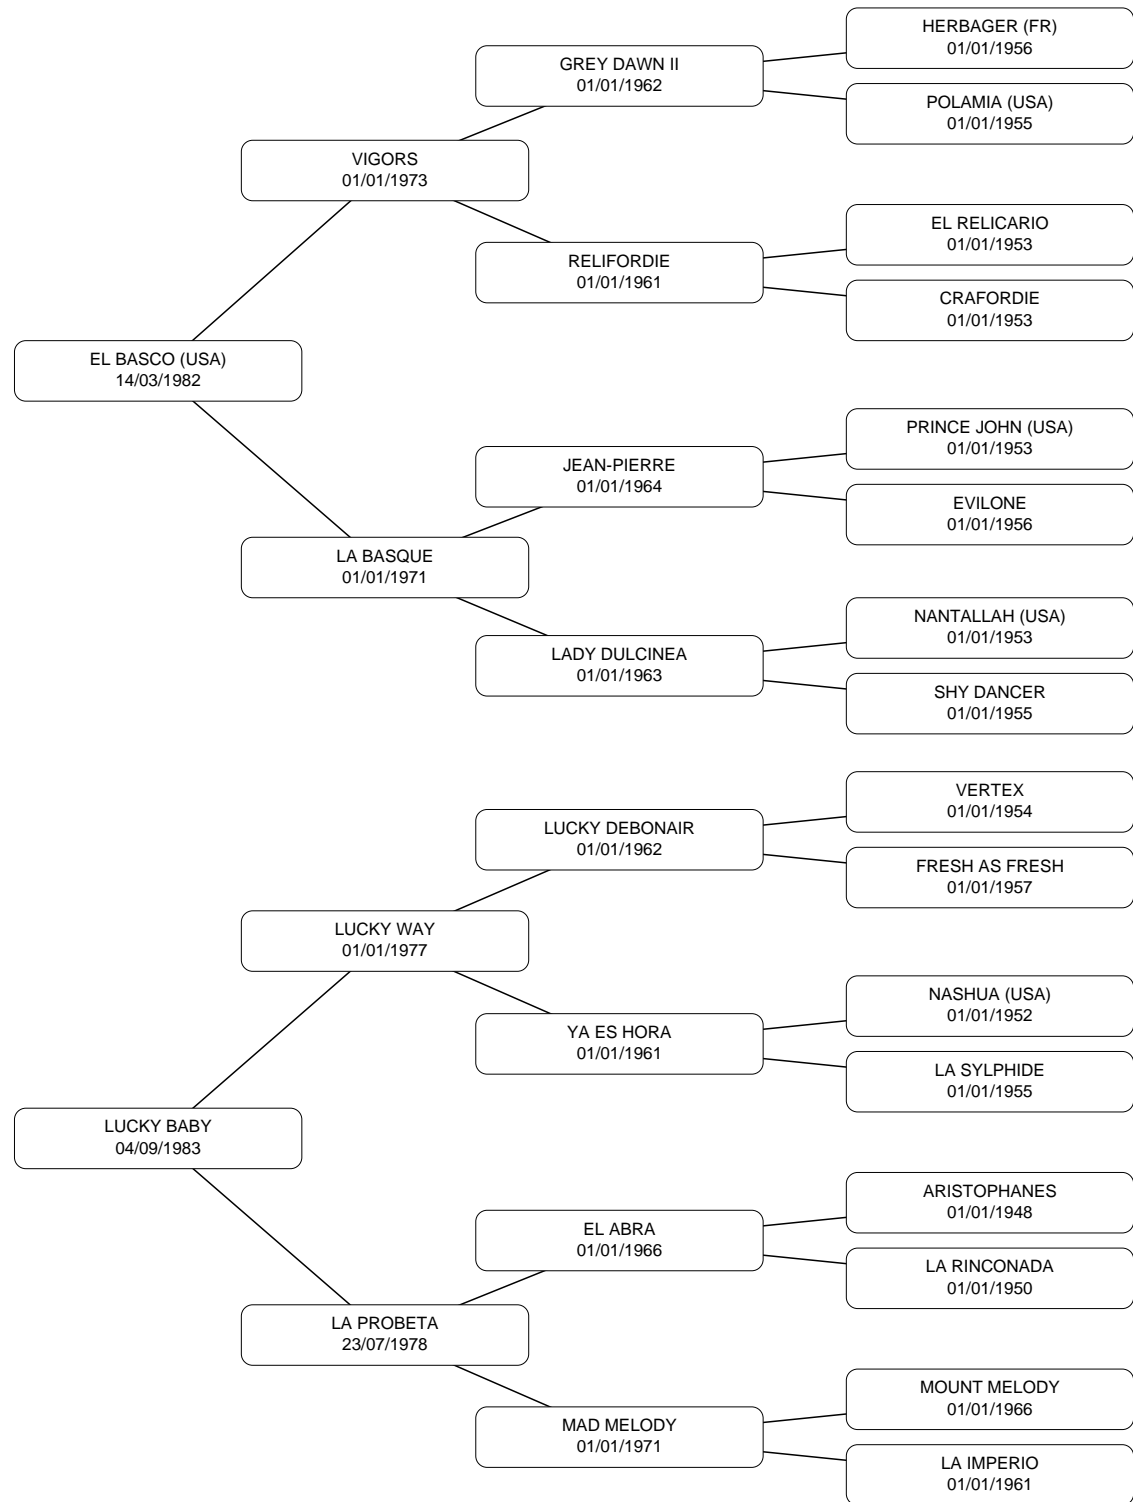 HERBAGER (FR)
01/01/1956
GREY DAWN II
01/01/1962
POLAMIA (USA)
01/01/1955
VIGORS
01/01/1973
EL RELICARIO
01/01/1953
RELIFORDIE
01/01/1961
CRAFORDIE
01/01/1953
EL BASCO (USA)
14/03/1982
PRINCE JOHN (USA)
01/01/1953
JEAN-PIERRE
01/01/1964
EVILONE
01/01/1956
LA BASQUE
01/01/1971
NANTALLAH (USA)
01/01/1953
LADY DULCINEA
01/01/1963
SHY DANCER
01/01/1955
VERTEX
01/01/1954
LUCKY DEBONAIR
01/01/1962
FRESH AS FRESH
01/01/1957
LUCKY WAY
01/01/1977
NASHUA (USA)
01/01/1952
YA ES HORA
01/01/1961
LA SYLPHIDE
01/01/1955
LUCKY BABY
04/09/1983
ARISTOPHANES
01/01/1948
EL ABRA
01/01/1966
LA RINCONADA
01/01/1950
LA PROBETA
23/07/1978
MOUNT MELODY
01/01/1966
MAD MELODY
01/01/1971
LA IMPERIO
01/01/1961